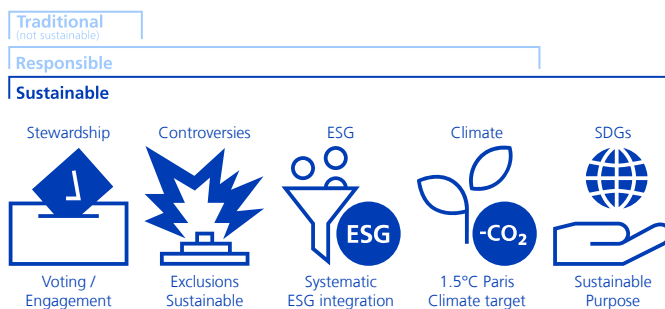 Traditional
(not sustainable)
Responsible
Sustainable
Stewardship
Controversies
ESG
Climate
SDGs
ESG
-CO₂
Voting /
Engagement
Exclusions
Sustainable
Systematic
ESG integration
1.5°C Paris
Climate target
Sustainable
Purpose